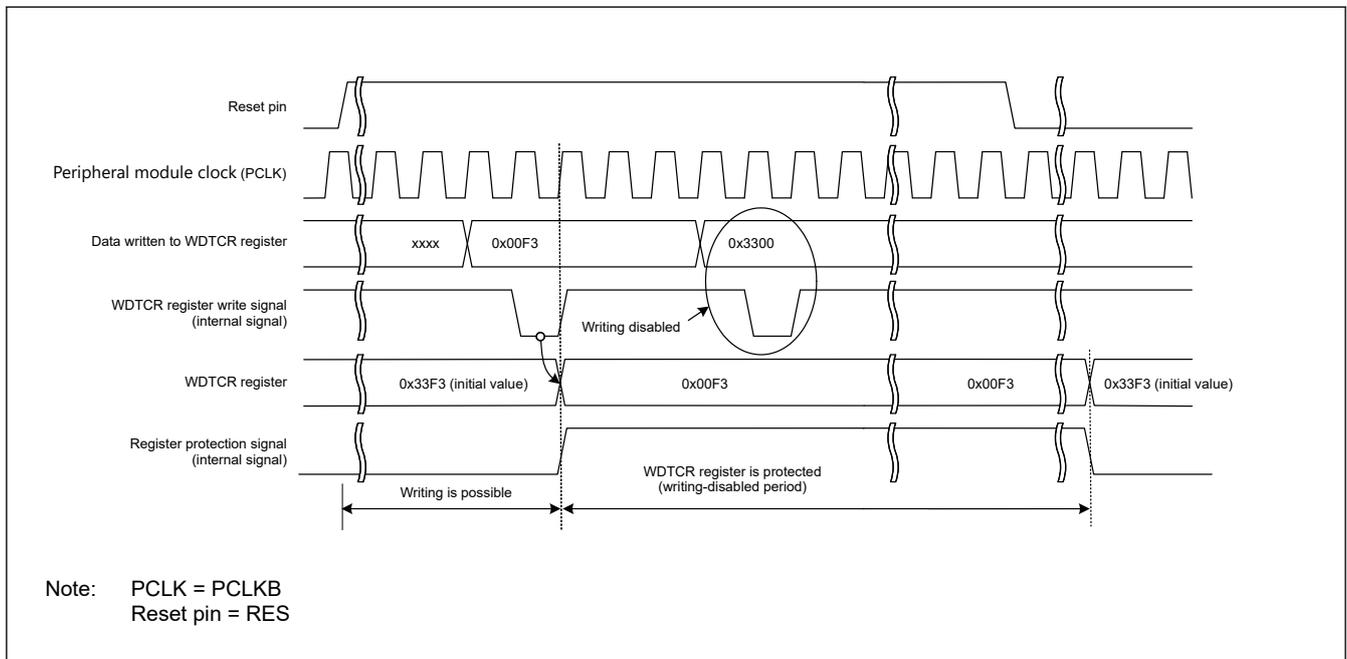 Reset pin
Peripheral module clock (PCLK)
Data written to WDTCR register
xxxx
0x00F3
0x3300
WDTCR register write signal
(internal signal)
Writing disabled
WDTCR register
0x33F3 (initial value)
0x00F3
0x00F3
0x33F3 (initial value)
Register protection signal
(internal signal)
Writing is possible
WDTCR register is protected
(writing-disabled period)
Note: PCLK = PCLKB
Reset pin = RES